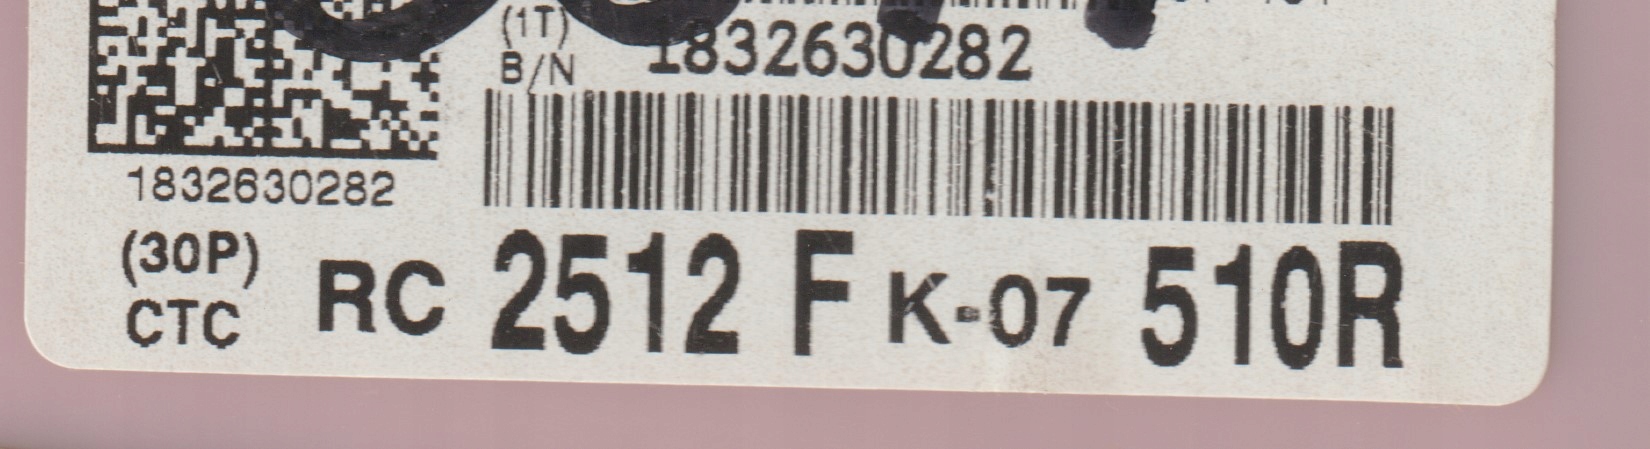 (1T)
B/N 1832630282
1832630282
(30P)
CTC RC 2512 F K-07 510R